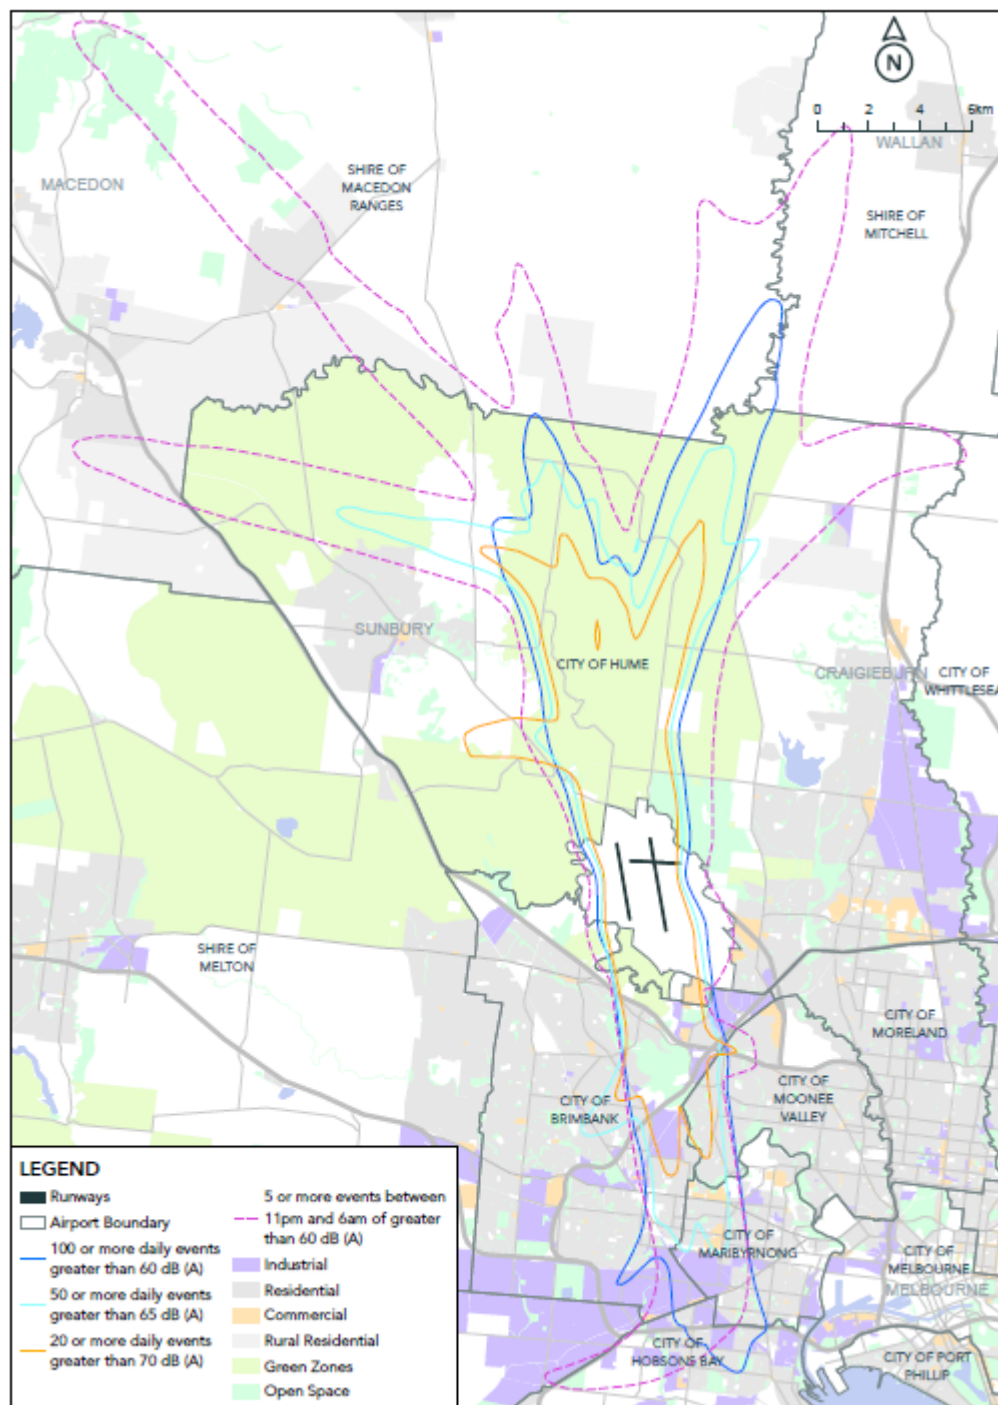 N
0 2 4 6km
WALLAN
MACEDON
SHIRE OF
MACEDON
RANGES
SHIRE OF
MITCHELL
SUNBURY
CITY OF HUME
CRAIGIEBURN
CITY OF
WHITTLESEA
SHIRE OF
MELTON
CITY OF
MORELAND
CITY OF
MOONEE
VALLEY
CITY OF
BRIMBANK
CITY OF
MARIBYRNONG
CITY OF
MELBOURNE
MELBOURNE
CITY OF
HOBSONS BAY
CITY OF PORT
PHILLIP
LEGEND
Runways
Airport Boundary
100 or more daily events
greater than 60 dB (A)
50 or more daily events
greater than 65 dB (A)
20 or more daily events
greater than 70 dB (A)
5 or more events between
11pm and 6am of greater
than 60 dB (A)
Industrial
Residential
Commercial
Rural Residential
Green Zones
Open Space